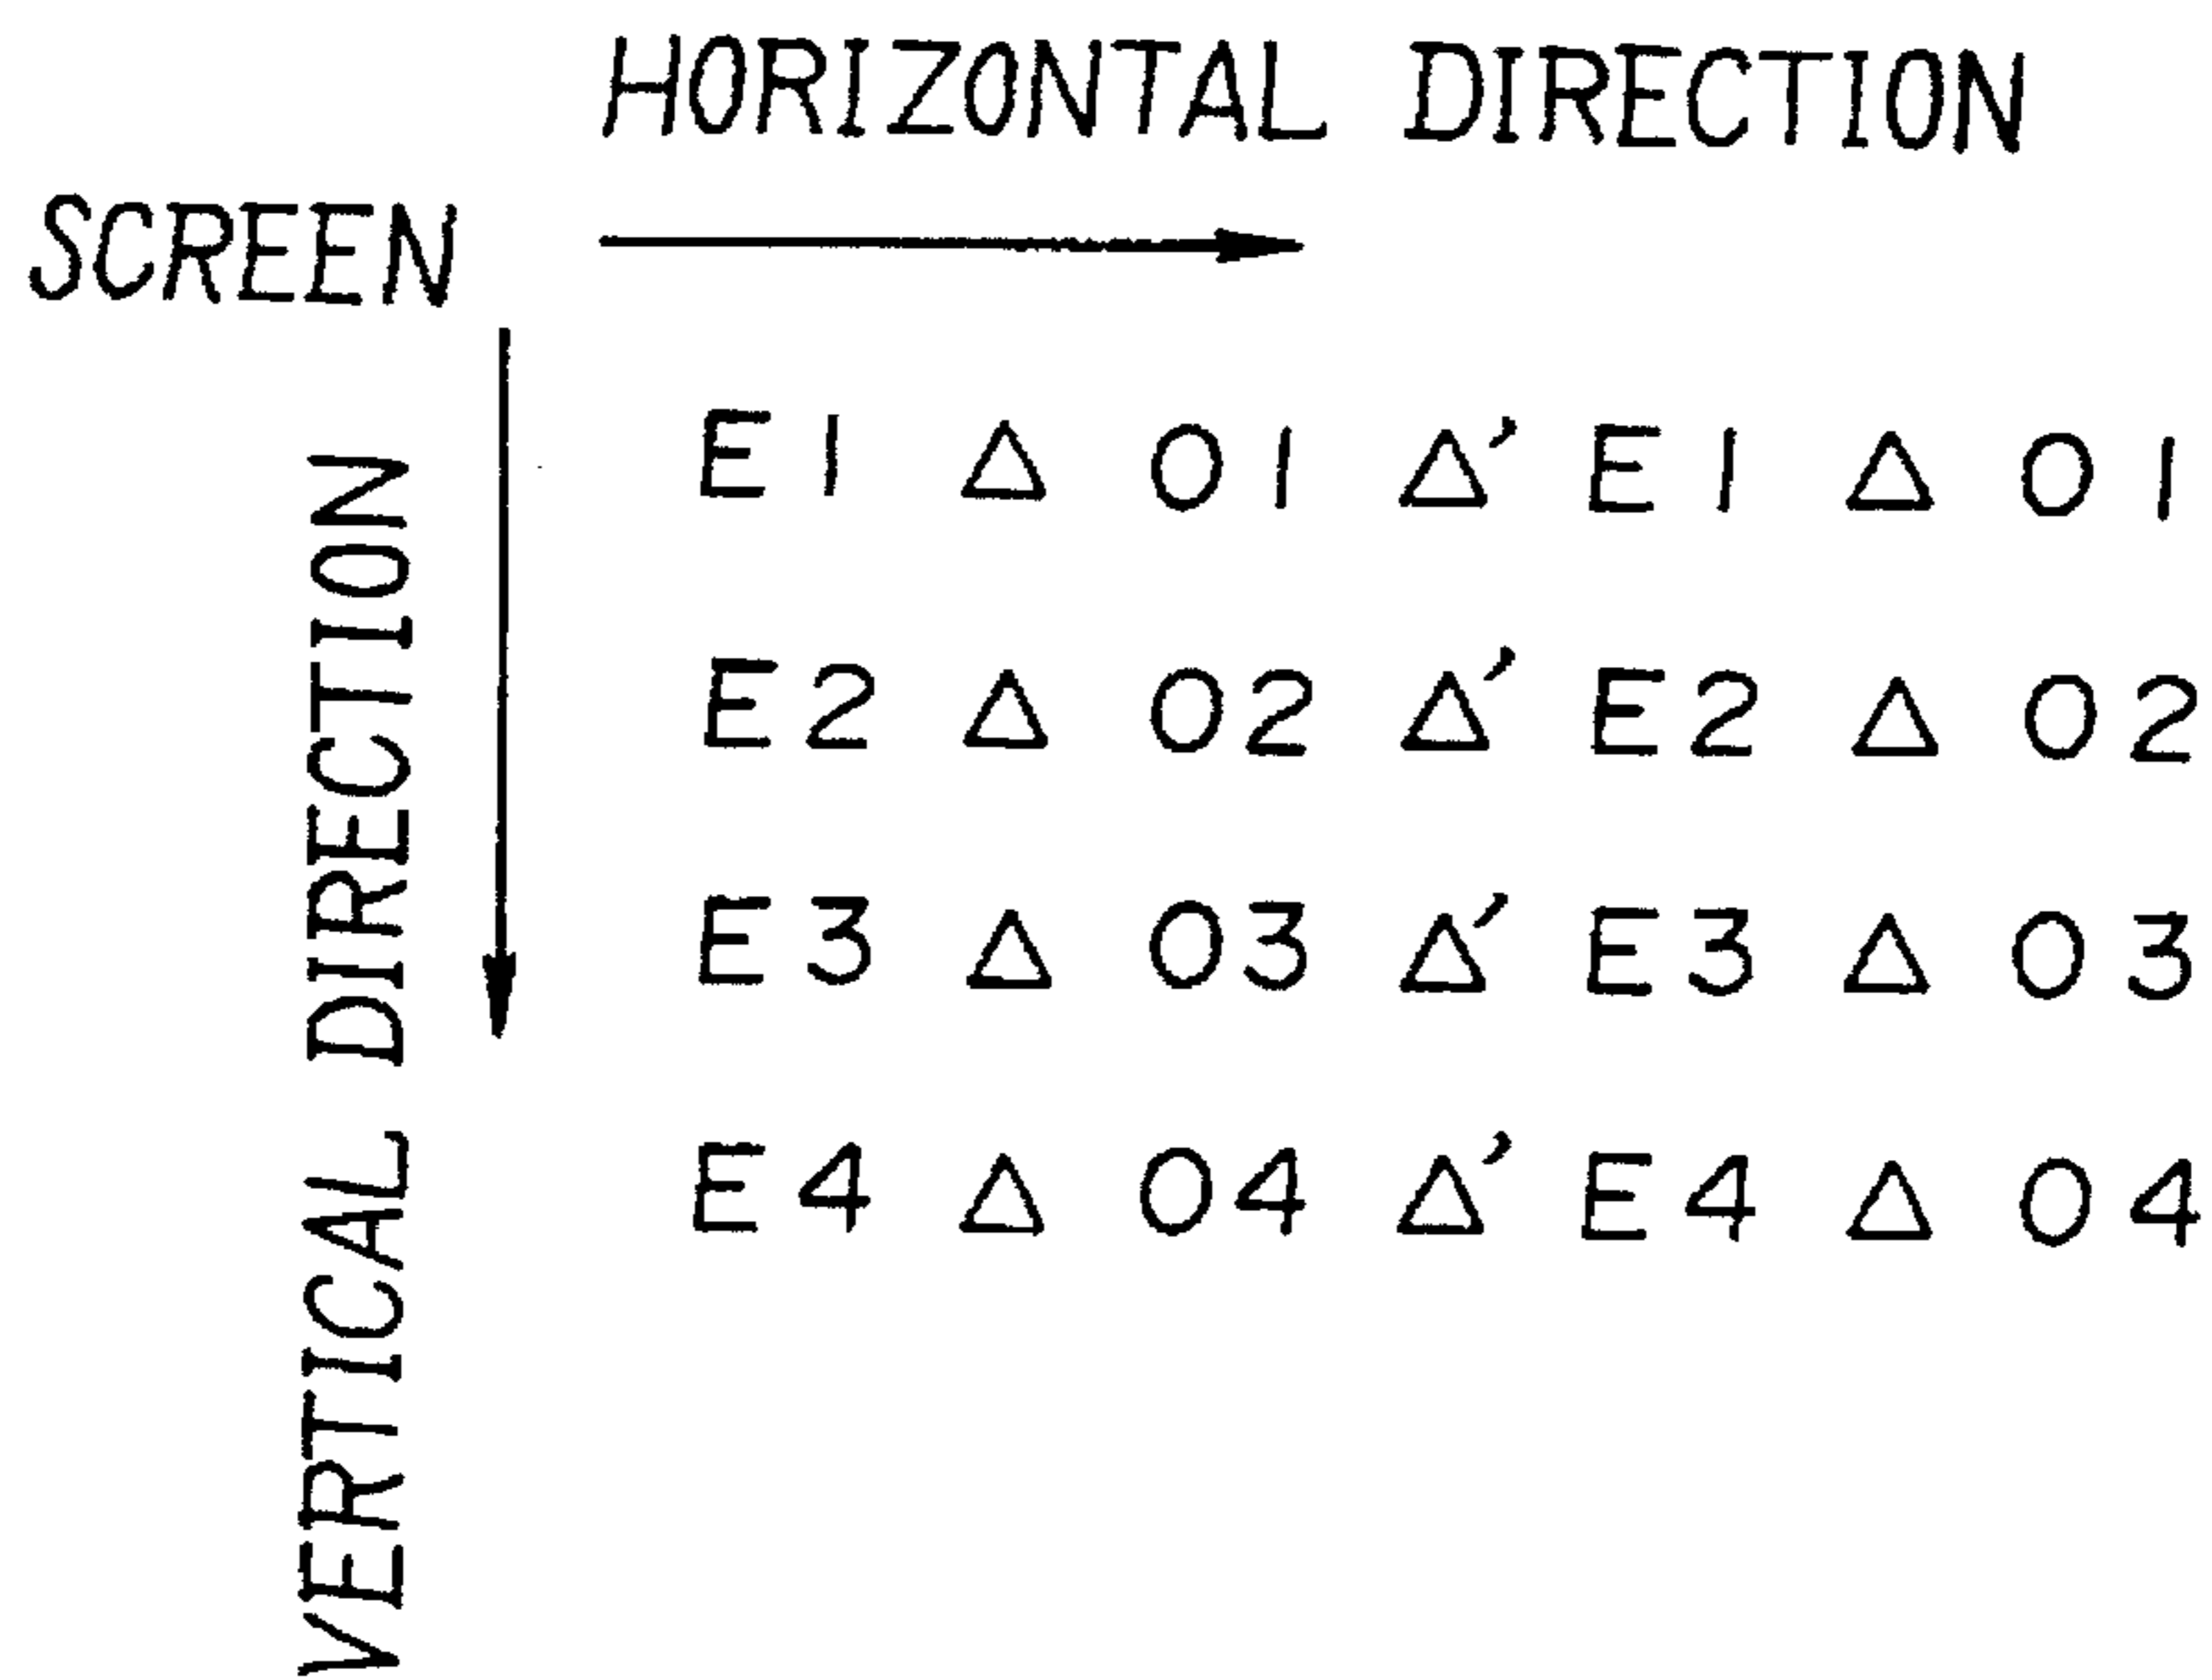 HORIZONTAL DIRECTION
SCREEN
VERTICAL DIRECTION
E1 △ O1 △' E1 △ O1
E2 △ O2 △' E2 △ O2
E3 △ O3 △' E3 △ O3
E4 △ O4 △' E4 △ O4